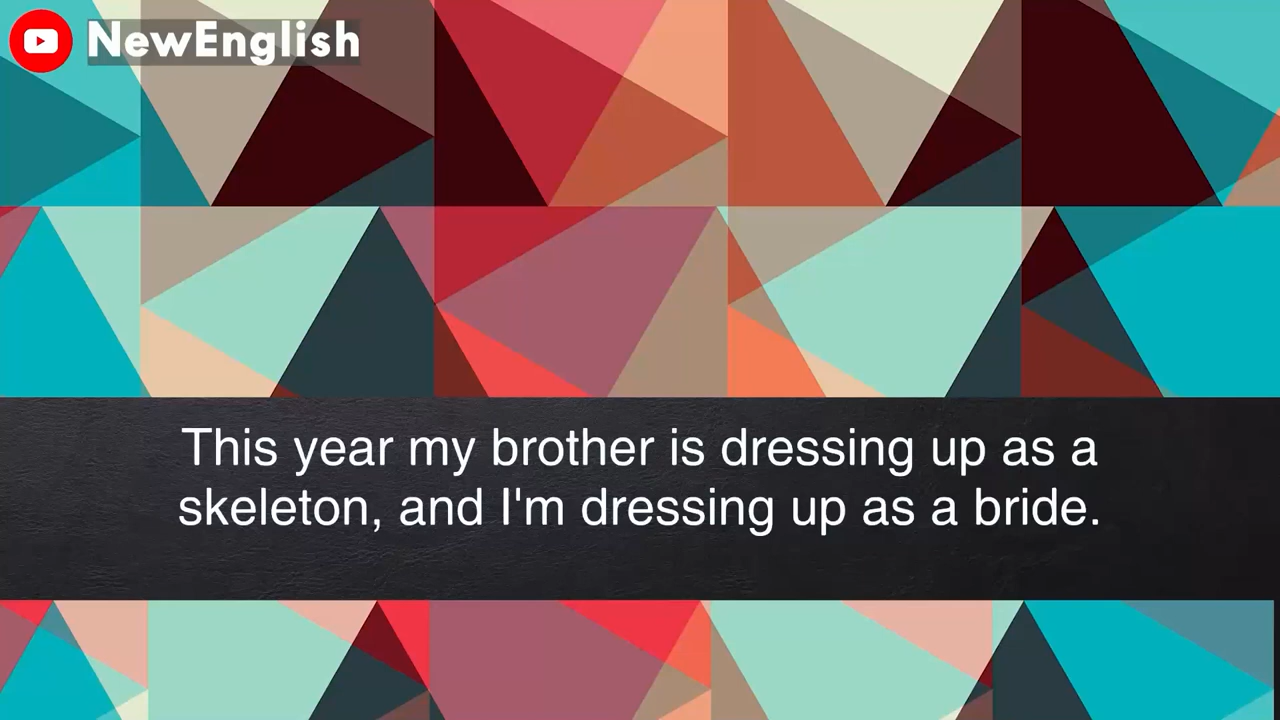 NewEnglish
This year my brother is dressing up as a
skeleton, and I'm dressing up as a bride.